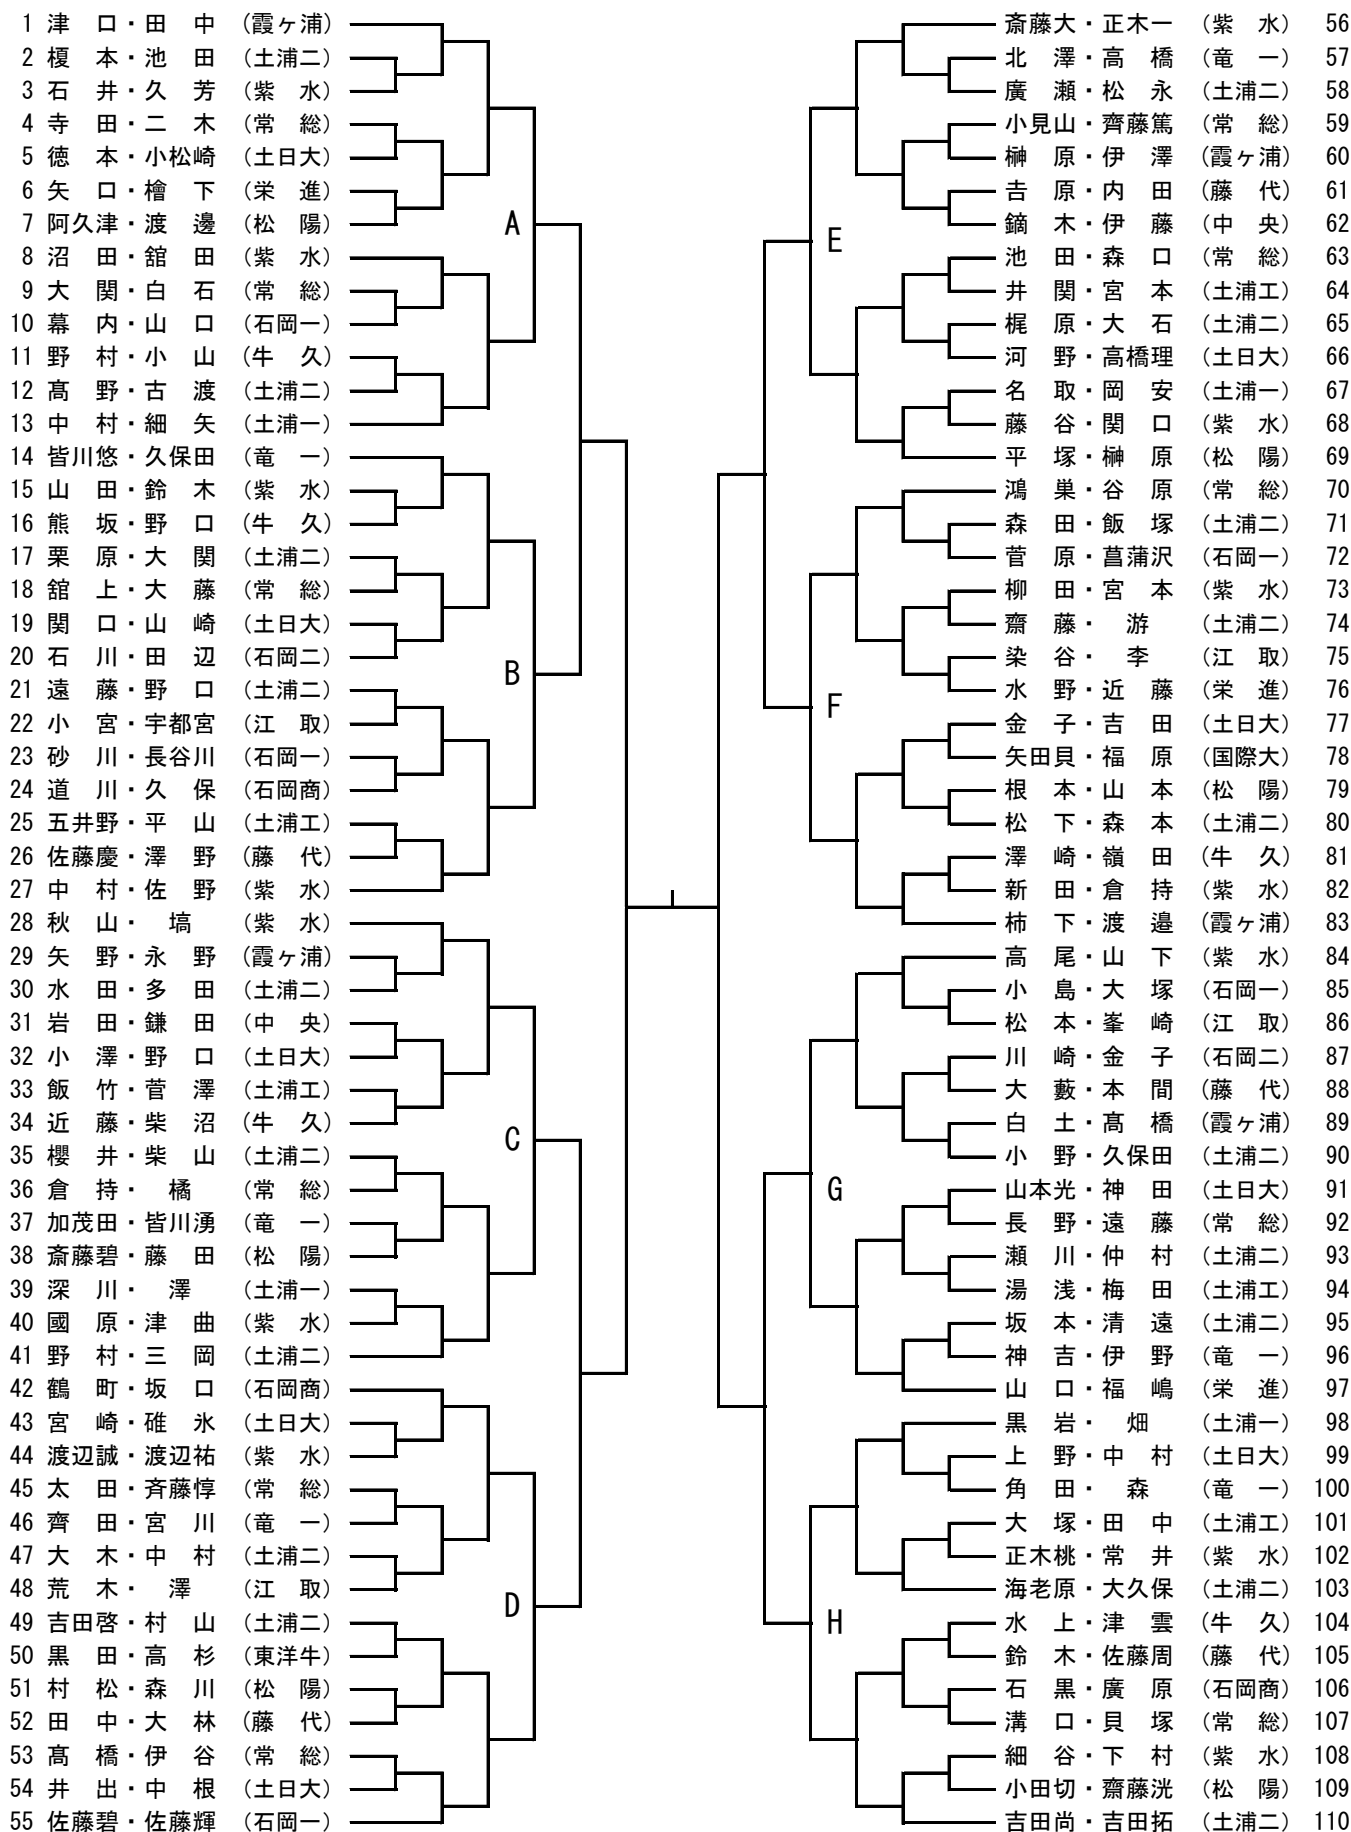 1 津　口・田　中 （霞ヶ浦）
2 榎　本・池　田 （土浦二）
3 石　井・久　芳 （紫　水）
4 寺　田・二　木 （常　総）
5 徳　本・小松崎 （土日大）
6 矢　口・檜　下 （栄　進）
7 阿久津・渡　邊 （松　陽）
A
8 沼　田・舘　田 （紫　水）
9 大　関・白　石 （常　総）
10 幕　内・山　口 （石岡一）
11 野　村・小　山 （牛　久）
12 髙　野・古　渡 （土浦二）
13 中　村・細　矢 （土浦一）
14 皆川悠・久保田 （竜　一）
15 山　田・鈴　木 （紫　水）
16 熊　坂・野　口 （牛　久）
17 栗　原・大　関 （土浦二）
18 舘　上・大　藤 （常　総）
19 関　口・山　崎 （土日大）
20 石　川・田　辺 （石岡二）
B
21 遠　藤・野　口 （土浦二）
22 小　宮・宇都宮 （江　取）
23 砂　川・長谷川 （石岡一）
24 道　川・久　保 （石岡商）
25 五井野・平　山 （土浦工）
26 佐藤慶・澤　野 （藤　代）
27 中　村・佐　野 （紫　水）
28 秋　山・　塙 （紫　水）
29 矢　野・永　野 （霞ヶ浦）
30 水　田・多　田 （土浦二）
31 岩　田・鎌　田 （中　央）
32 小　澤・野　口 （土日大）
33 飯　竹・菅　澤 （土浦工）
34 近　藤・柴　沼 （牛　久）
C
35 櫻　井・柴　山 （土浦二）
36 倉　持・　橘 （常　総）
37 加茂田・皆川湧 （竜　一）
38 斎藤碧・藤　田 （松　陽）
39 深　川・　澤 （土浦一）
40 國　原・津　曲 （紫　水）
41 野　村・三　岡 （土浦二）
42 鶴　町・坂　口 （石岡商）
43 宮　崎・碓　氷 （土日大）
44 渡辺誠・渡辺祐 （紫　水）
45 太　田・斉藤惇 （常　総）
46 齊　田・宮　川 （竜　一）
47 大　木・中　村 （土浦二）
48 荒　木・　澤 （江　取）
D
49 吉田啓・村　山 （土浦二）
50 黒　田・高　杉 （東洋牛）
51 村　松・森　川 （松　陽）
52 田　中・大　林 （藤　代）
53 髙　橋・伊　谷 （常　総）
54 井　出・中　根 （土日大）
55 佐藤碧・佐藤輝 （石岡一）
斎藤大・正木一 （紫　水） 56
北　澤・高　橋 （竜　一） 57
廣　瀬・松　永 （土浦二） 58
小見山・齊藤篤 （常　総） 59
榊　原・伊　澤 （霞ヶ浦） 60
吉　原・内　田 （藤　代） 61
鏑　木・伊　藤 （中　央） 62
E
池　田・森　口 （常　総） 63
井　関・宮　本 （土浦工） 64
梶　原・大　石 （土浦二） 65
河　野・高橋理 （土日大） 66
名　取・岡　安 （土浦一） 67
藤　谷・関　口 （紫　水） 68
平　塚・榊　原 （松　陽） 69
鴻　巣・谷　原 （常　総） 70
森　田・飯　塚 （土浦二） 71
菅　原・菖蒲沢 （石岡一） 72
柳　田・宮　本 （紫　水） 73
齋　藤・　游 （土浦二） 74
染　谷・　李 （江　取） 75
水　野・近　藤 （栄　進） 76
F
金　子・吉　田 （土日大） 77
矢田貝・福　原 （国際大） 78
根　本・山　本 （松　陽） 79
松　下・森　本 （土浦二） 80
澤　崎・嶺　田 （牛　久） 81
新　田・倉　持 （紫　水） 82
柿　下・渡　邉 （霞ヶ浦） 83
高　尾・山　下 （紫　水） 84
小　島・大　塚 （石岡一） 85
松　本・峯　崎 （江　取） 86
川　崎・金　子 （石岡二） 87
大　藪・本　間 （藤　代） 88
白　土・髙　橋 （霞ヶ浦） 89
小　野・久保田 （土浦二） 90
G
山本光・神　田 （土日大） 91
長　野・遠　藤 （常　総） 92
瀬　川・仲　村 （土浦二） 93
湯　浅・梅　田 （土浦工） 94
坂　本・清　遠 （土浦二） 95
神　吉・伊　野 （竜　一） 96
山　口・福　嶋 （栄　進） 97
黒　岩・　畑 （土浦一） 98
上　野・中　村 （土日大） 99
角　田・　森 （竜　一） 100
大　塚・田　中 （土浦工） 101
正木桃・常　井 （紫　水） 102
海老原・大久保 （土浦二） 103
H
水　上・津　雲 （牛　久） 104
鈴　木・佐藤周 （藤　代） 105
石　黒・廣　原 （石岡商） 106
溝　口・貝　塚 （常　総） 107
細　谷・下　村 （紫　水） 108
小田切・齋藤洸 （松　陽） 109
吉田尚・吉田拓 （土浦二） 110